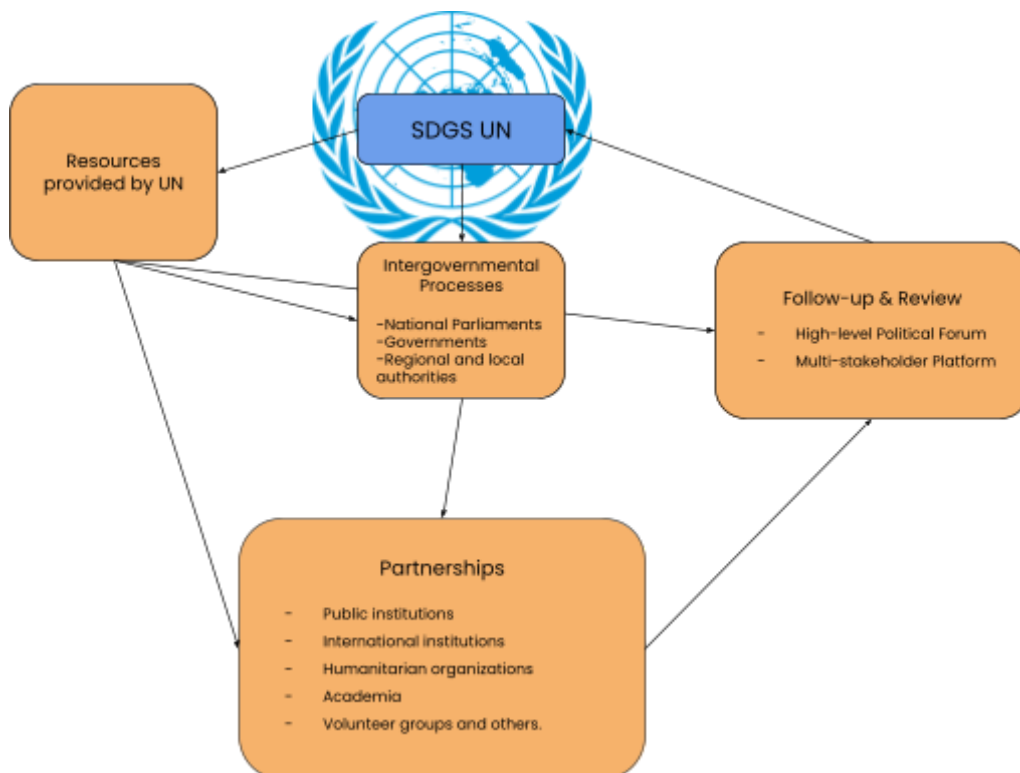 SDGS UN
Resources
provided by UN
Intergovernmental
Processes
-National Parliaments
-Governments
-Regional and local
authorities
Follow-up & Review
- High-level Political Forum
- Multi-stakeholder Platform
Partnerships
- Public institutions
- International institutions
- Humanitarian organizations
- Academia
- Volunteer groups and others.